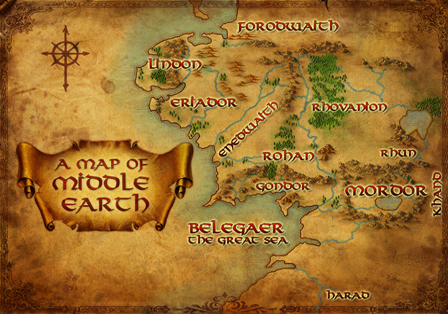 FORODWAITH
LINDON
ERIADOR
RHOVANION
ENEDWAITH
ROHAN
RHUN
GONDOR
MORDOR
KHAND
A MAP OF
MIDDLE
EARTH
BELEGAER
THE GREAT SEA
HARAD